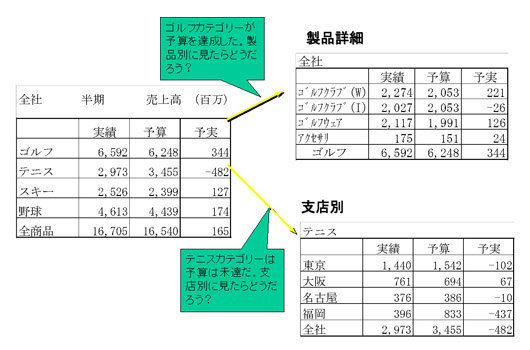 ゴルフカテゴリーが
予算を達成した。製
品別に見たらどうだ
ろう？
製品詳細
全社
実績 予算 予実
ｺﾞﾙﾌｸﾗﾌﾞ(W) 2,274 2,053 221
ｺﾞﾙﾌｸﾗﾌﾞ(I) 2,027 2,053 -26
ｺﾞﾙﾌｳｪｱ 2,117 1,991 126
ｱｸｾｻﾘ 175 151 24
ゴルフ 6,592 6,248 344
全社 半期 売上高 （百万）
実績 予算 予実
ゴルフ 6,592 6,248 344
テニス 2,973 3,455 -482
スキー 2,526 2,399 127
野球 4,613 4,439 174
全商品 16,705 16,540 165
テニスカテゴリーは
予算は未達だ。支
店別に見たらどうだ
ろう？
支店別
テニス
実績 予算 予実
東京 1,440 1,542 -102
大阪 761 694 67
名古屋 376 386 -10
福岡 396 833 -437
全社 2,973 3,455 -482